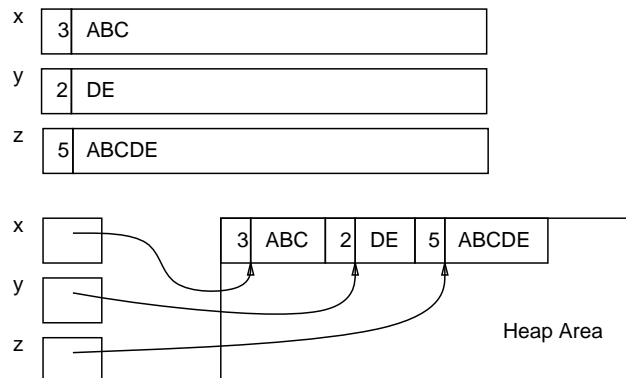 x 3 ABC
y 2 DE
z 5 ABCDE
x 3 ABC 2 DE 5 ABCDE
y
Heap Area
z